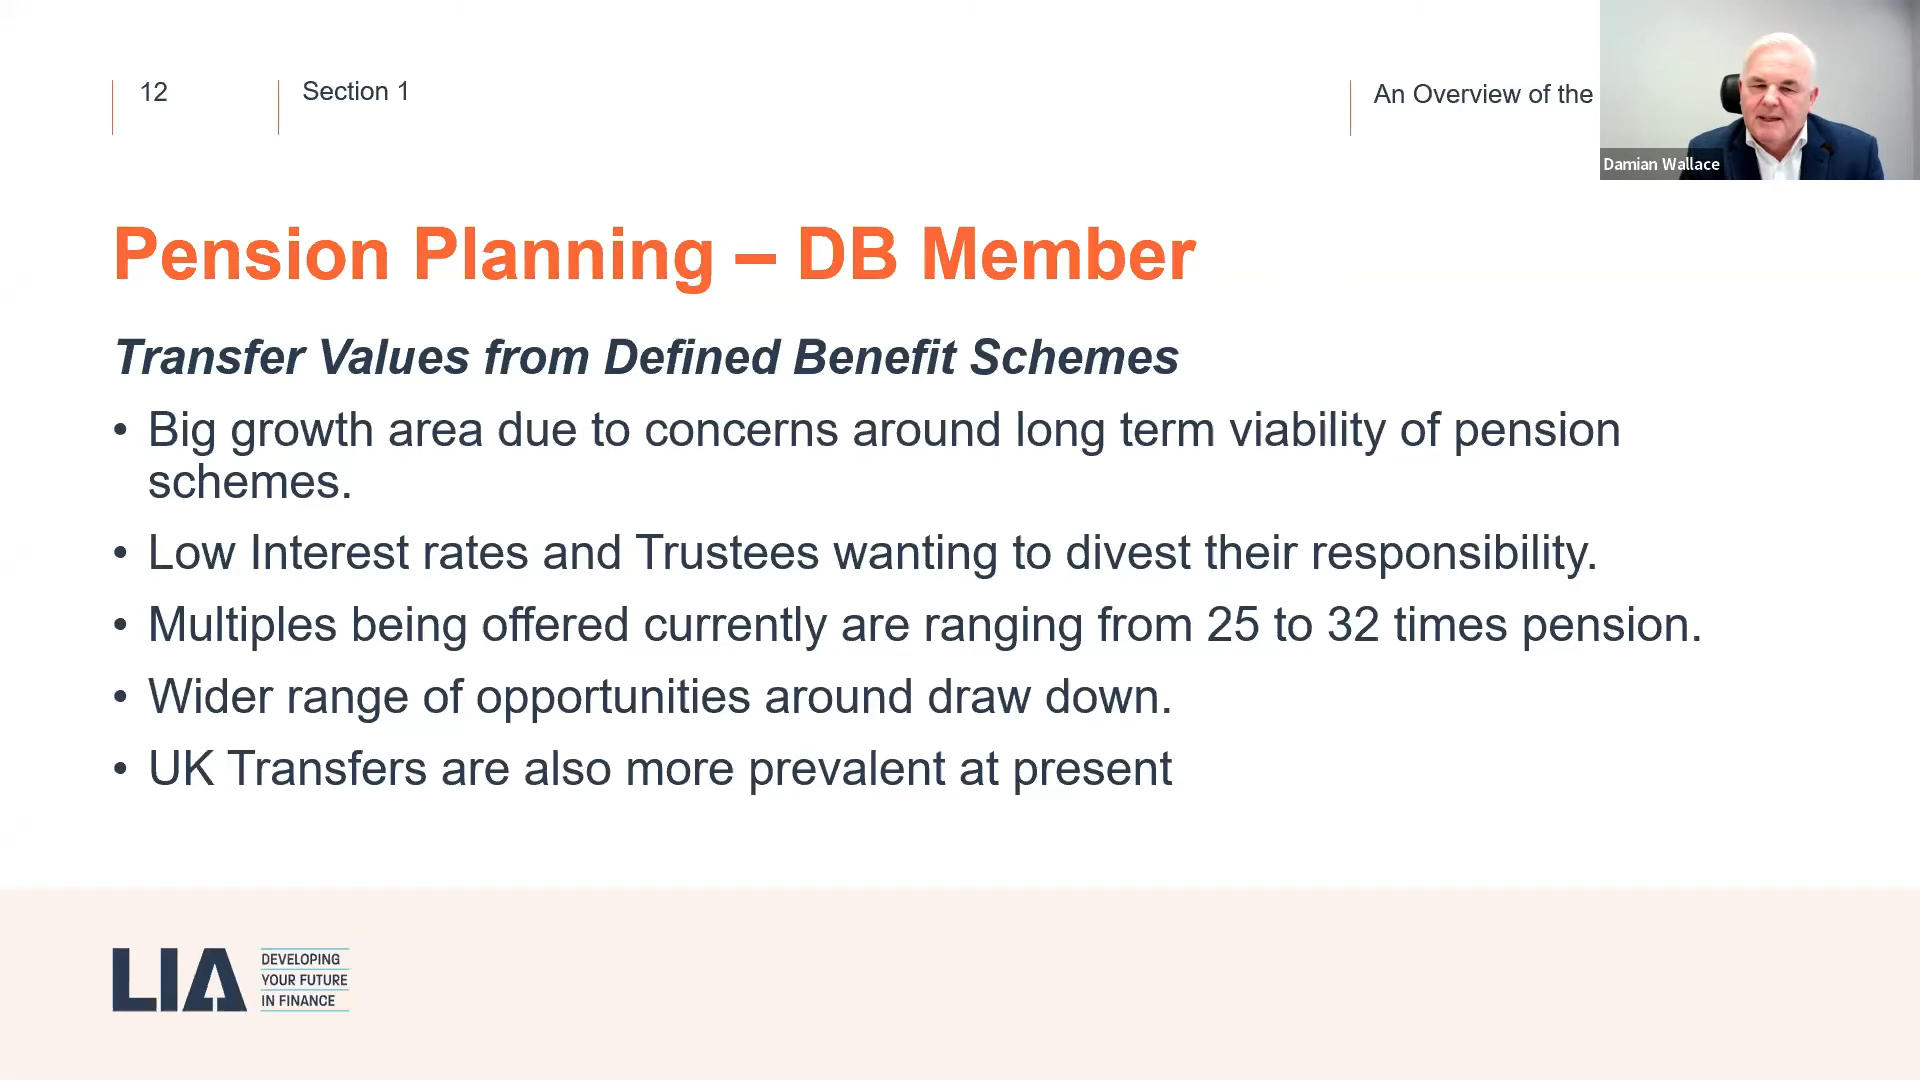 12
Section 1
An Overview of the
Damian Wallace
Pension Planning – DB Member
Transfer Values from Defined Benefit Schemes
• Big growth area due to concerns around long term viability of pension
schemes.
• Low Interest rates and Trustees wanting to divest their responsibility.
• Multiples being offered currently are ranging from 25 to 32 times pension.
• Wider range of opportunities around draw down.
• UK Transfers are also more prevalent at present
LIA
DEVELOPING
YOUR FUTURE
IN FINANCE